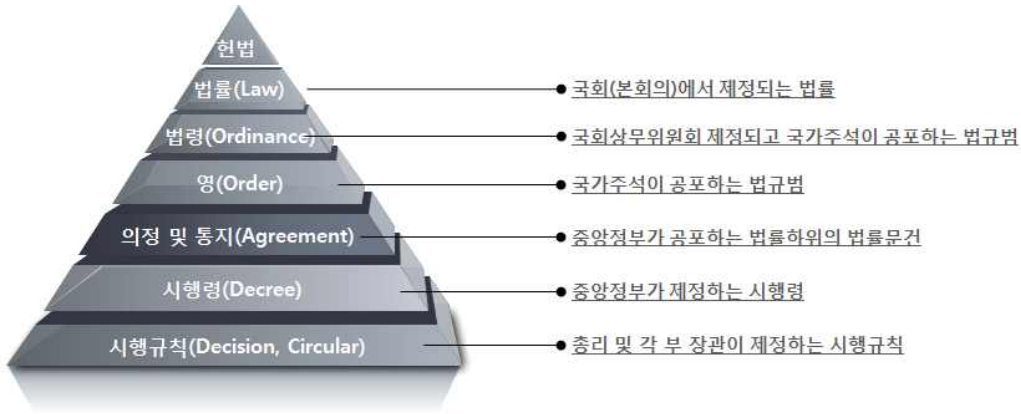 헌법
법률(Law)
국회(본회의)에서 제정되는 법률
법령(Ordinance)
국회상무위원회 제정되고 국가주석이 공포하는 법규범
영(Order)
국가주석이 공포하는 법규범
의정 및 통지(Agreement)
중앙정부가 공포하는 법률하위의 법률문건
시행령(Decree)
중앙정부가 제정하는 시행령
시행규칙(Decision, Circular)
총리 및 각 부 장관이 제정하는 시행규칙